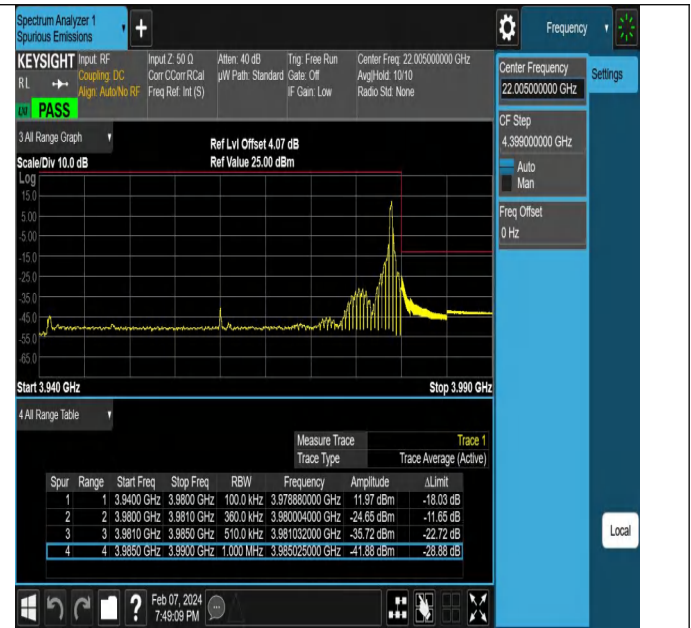 Spectrum Analyzer 1
Spurious Emissions
+
Frequency
KEYSIGHT Input: RF Input Z: 50 Ω Atten: 40 dB Trig: Free Run Center Freq: 22.005000000 GHz
RL Coupling: DC Corr CCorr RCal µW Path: Standard Gate: Off Avg|Hold: 10/10
Align: Auto/No RF Freq Ref: Int (S) IF Gain: Low Radio Std: None
PASS
Center Frequency
22.005000000 GHz
Settings
CF Step
4.399000000 GHz
Auto
Man
Freq Offset
0 Hz
3 All Range Graph
Ref Lvl Offset 4.07 dB
Scale/Div 10.0 dB Ref Value 25.00 dBm
Log
15.0
5.00
-5.00
-15.0
-25.0
-35.0
-45.0
-55.0
-65.0
Start 3.940 GHz Stop 3.990 GHz
4 All Range Table
Measure Trace Trace 1
Trace Type Trace Average (Active)
Spur Range Start Freq Stop Freq RBW Frequency Amplitude ΔLimit
1 1 3.9400 GHz 3.9800 GHz 100.0 kHz 3.978880000 GHz 11.97 dBm -18.03 dB
2 2 3.9800 GHz 3.9810 GHz 360.0 kHz 3.980004000 GHz -24.65 dBm -11.65 dB
3 3 3.9810 GHz 3.9850 GHz 510.0 kHz 3.981032000 GHz -35.72 dBm -22.72 dB
4 4 3.9850 GHz 3.9900 GHz 1.000 MHz 3.985025000 GHz -41.88 dBm -28.88 dB
Local
?
Feb 07, 2024
7:49:09 PM